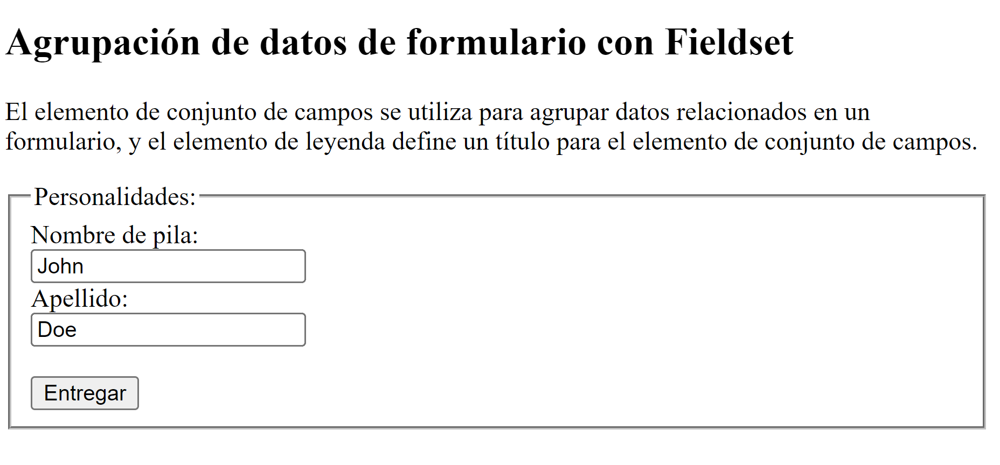 Agrupación de datos de formulario con Fieldset
El elemento de conjunto de campos se utiliza para agrupar datos relacionados en un
formulario, y el elemento de leyenda define un título para el elemento de conjunto de campos.
Personalidades:
Nombre de pila:
John
Apellido:
Doe
Entregar